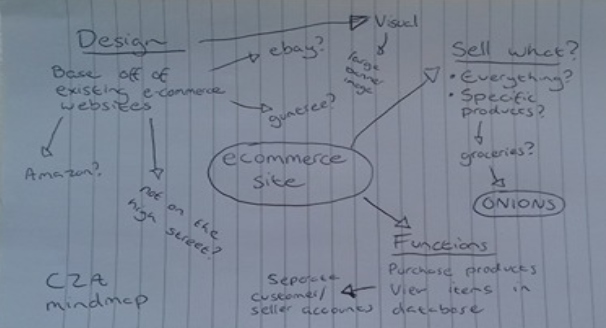 Design
Base off of
existing e-commerce
websites
Amazon?
not on the
high street?
ebay?
gumtree?
Visual
large
banner
image
ecommerce
site
Sell what?
• Everything?
• Specific
products?
groceries?
ONIONS
Functions
Purchase products
View items in
database
Seperate
customer/
seller accounts
C2A
mindmap